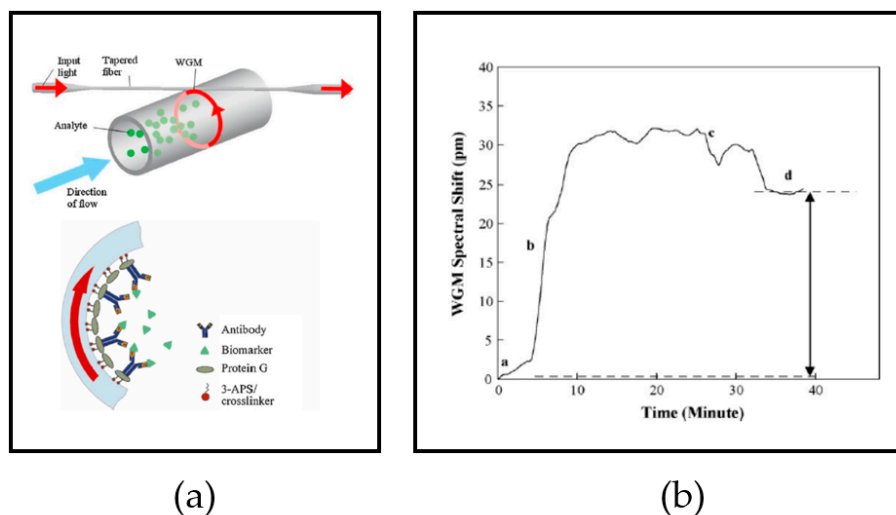 Input
light
Tapered
fiber
WGM
Analyte
Direction
of flow
Antibody
Biomarker
Protein G
3-APS/
crosslinker
(a)
WGM Spectral Shift (pm)
40
35
30
25
20
15
10
5
0
a
b
c
d
0 10 20 30 40
Time (Minute)
(b)